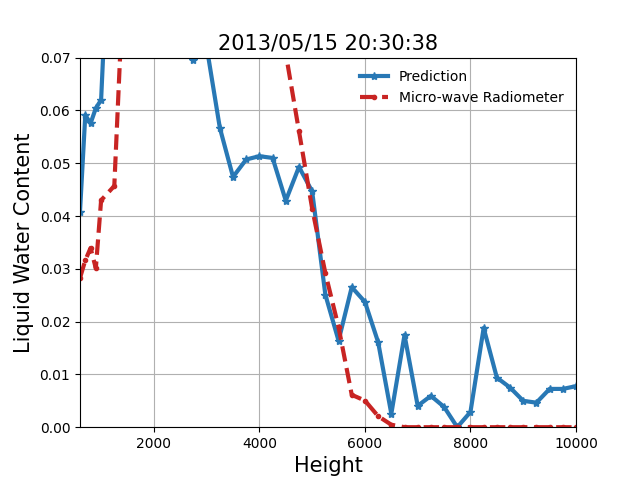 2013/05/15 20:30:38
Prediction
Micro-wave Radiometer
Liquid Water Content
0.07
0.06
0.05
0.04
0.03
0.02
0.01
0.00
2000 4000 6000 8000 10000
Height